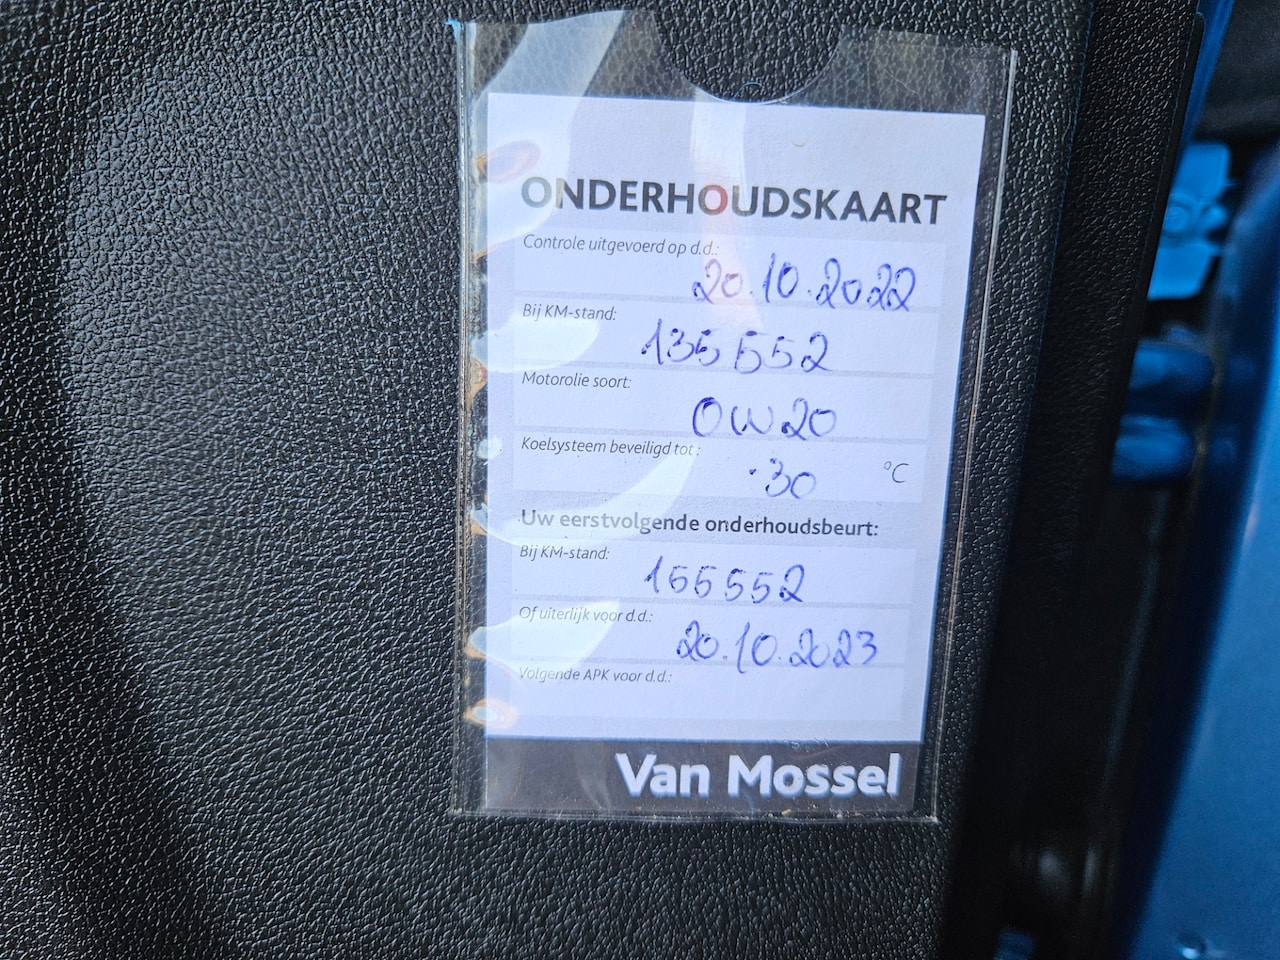 ONDERHOUDSKAART
Controle uitgevoerd op d.d.:
20.10.2022
Bij KM-stand:
135552
Motorolie soort:
0W20
Koelsysteem beveiligd tot:
-30 °C
Uw eerstvolgende onderhoudsbeurt:
Bij KM-stand:
155552
Of uiterlijk voor d.d.:
20.10.2023
Volgende APK voor d.d.:
Van Mossel